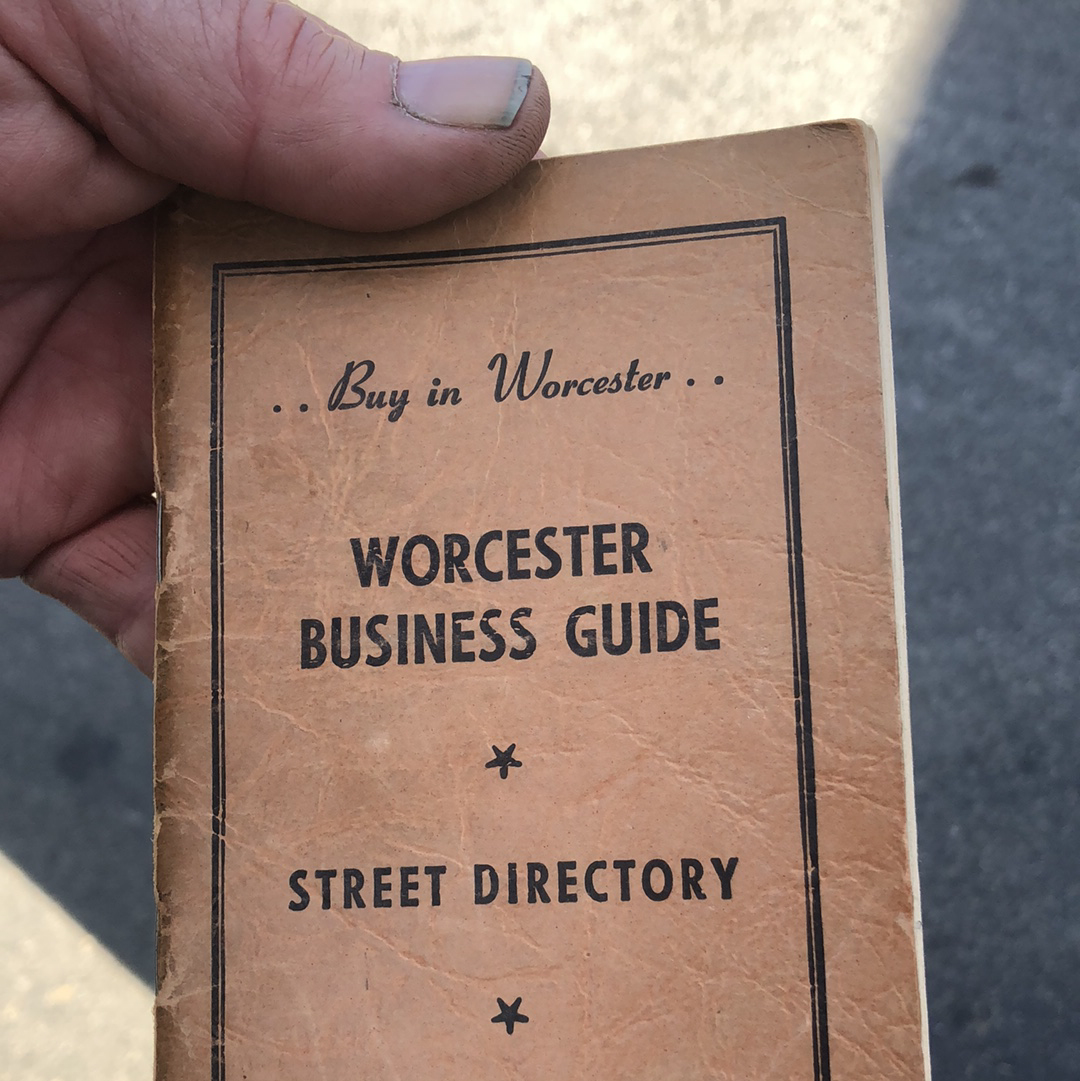 . . Buy in Worcester . .
WORCESTER
BUSINESS GUIDE
STREET DIRECTORY